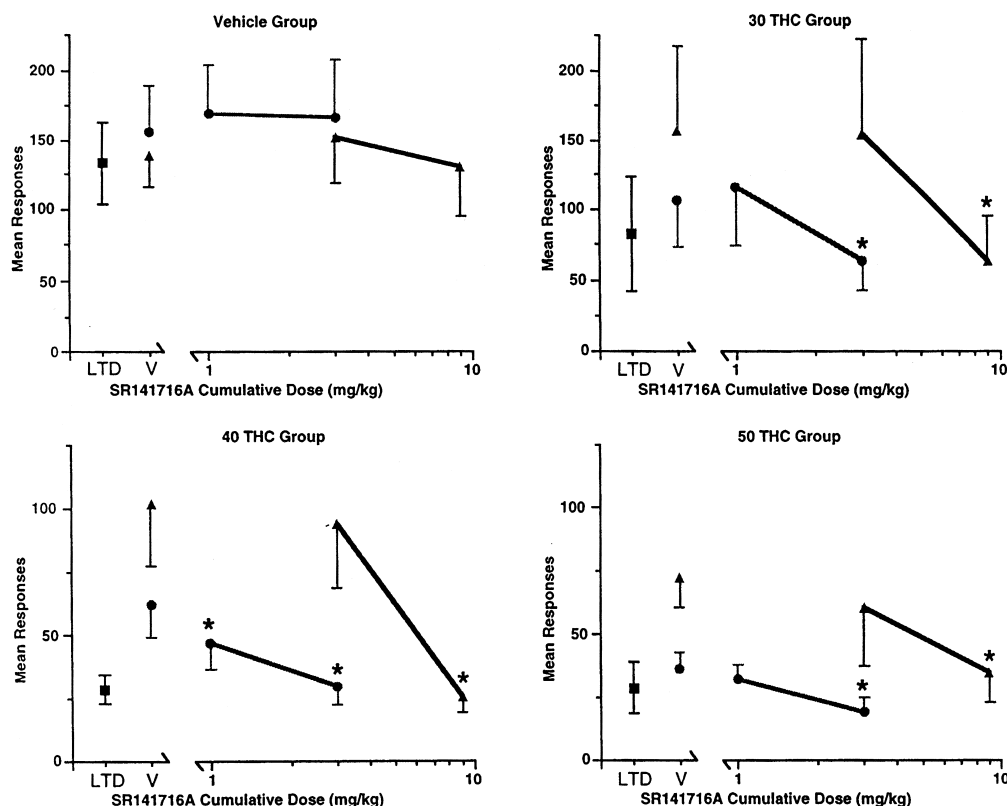 Vehicle Group
200
150
100
50
0
Mean Responses
LTD V 1 10
SR141716A Cumulative Dose (mg/kg)
30 THC Group
200
150
100
50
0
Mean Responses
*
*
LTD V 1 10
SR141716A Cumulative Dose (mg/kg)
40 THC Group
100
50
0
Mean Responses
*
*
*
LTD V 1 10
SR141716A Cumulative Dose (mg/kg)
50 THC Group
100
50
0
Mean Responses
*
*
LTD V 1 10
SR141716A Cumulative Dose (mg/kg)